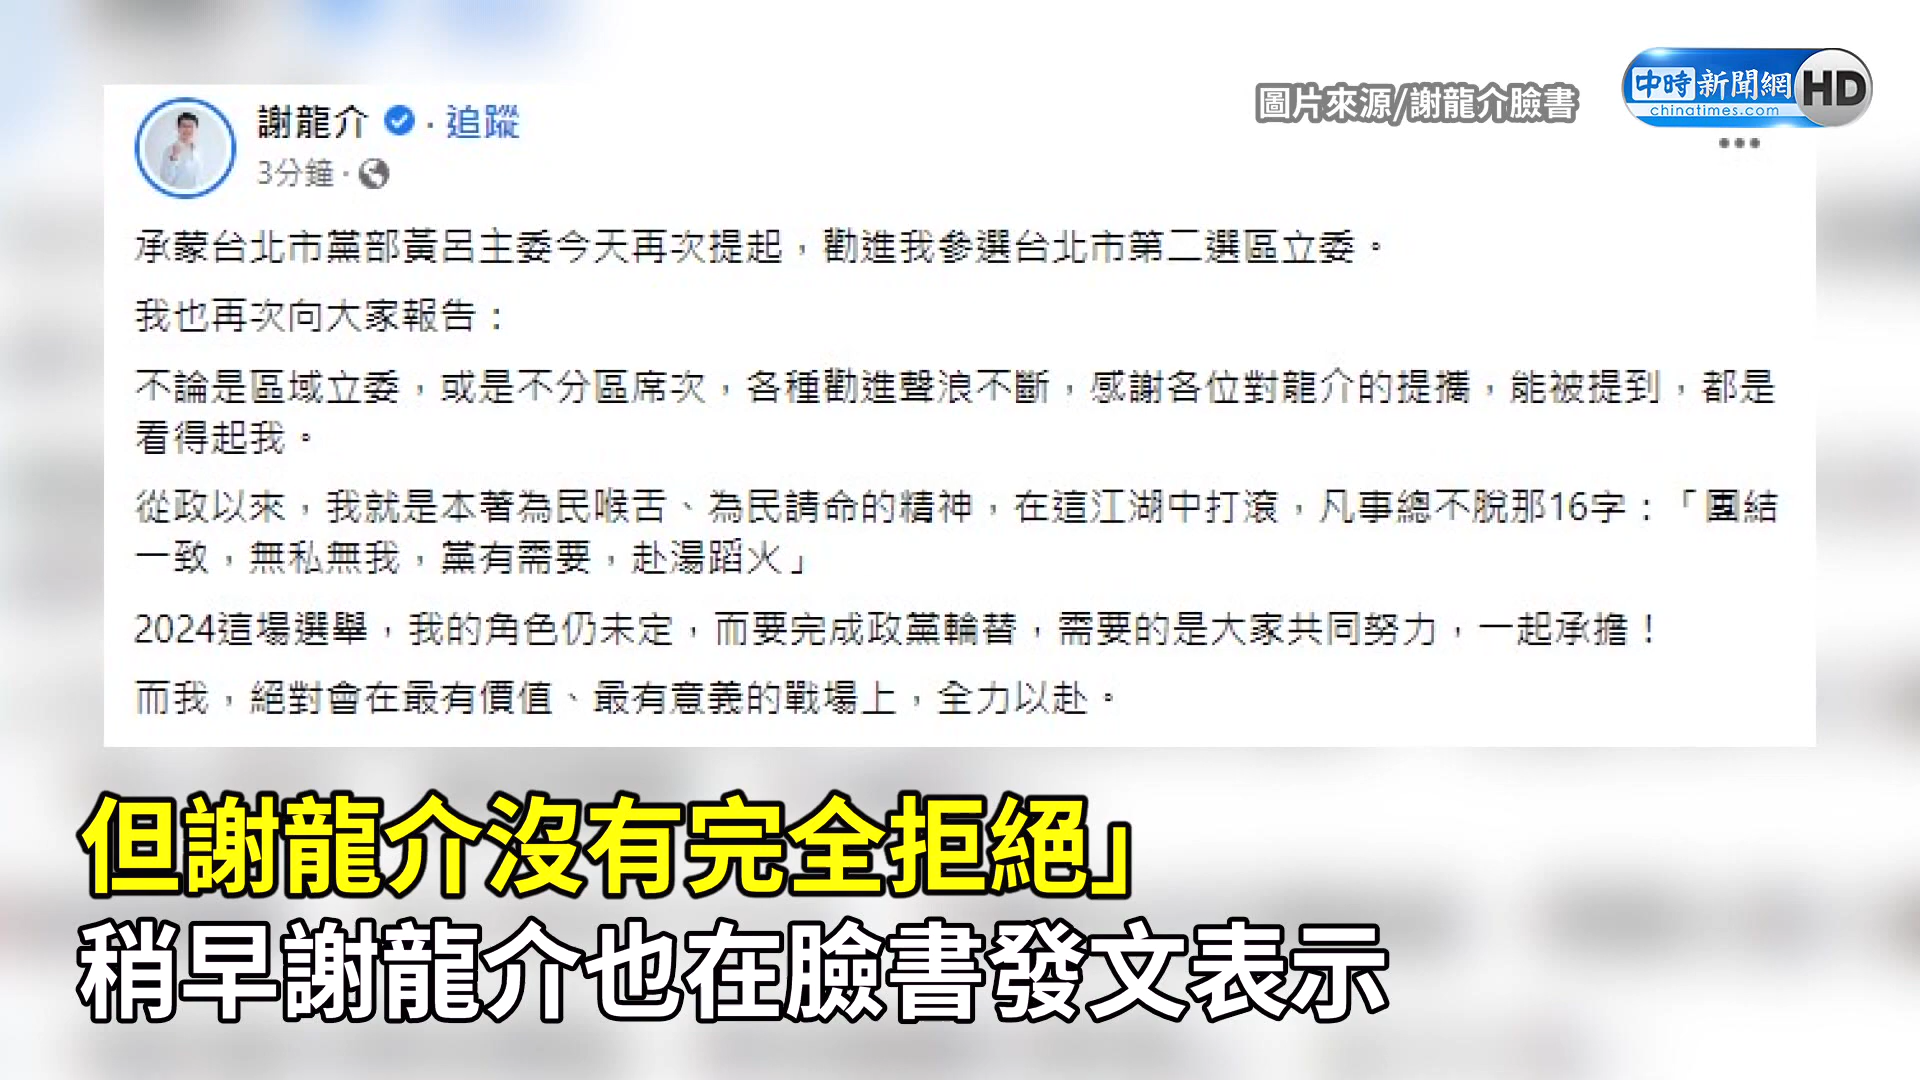 圖片來源/謝龍介臉書
中時新聞網HD
chinatimes.com
謝龍介 · 追蹤
3分鐘 ·
承蒙台北市黨部黃呂主委今天再次提起，勸進我參選台北市第二選區立委。
我也再次向大家報告：
不論是區域立委，或是不分區席次，各種勸進聲浪不斷，感謝各位對龍介的提攜，能被提到，都是
看得起我。
從政以來，我就是本著為民喉舌、為民請命的精神，在這江湖中打滾，凡事總不脫那16字：「團結
一致，無私無我，黨有需要，赴湯蹈火」
2024這場選舉，我的角色仍未定，而要完成政黨輪替，需要的是大家共同努力，一起承擔！
而我，絕對會在最有價值、最有意義的戰場上，全力以赴。
但謝龍介沒有完全拒絕」
稍早謝龍介也在臉書發文表示